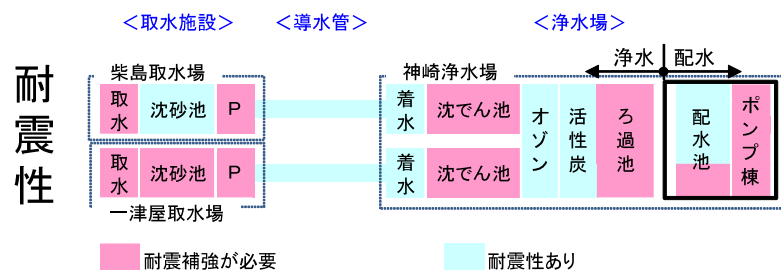 ＜取水施設＞
＜導水管＞
＜浄水場＞
耐震性
柴島取水場
取水
沈砂池
P
取水
沈砂池
P
一津屋取水場
神崎浄水場
浄水
配水
着水
沈でん池
着水
沈でん池
オゾン
活性炭
ろ過池
配水池
ポンプ棟
耐震補強が必要
耐震性あり